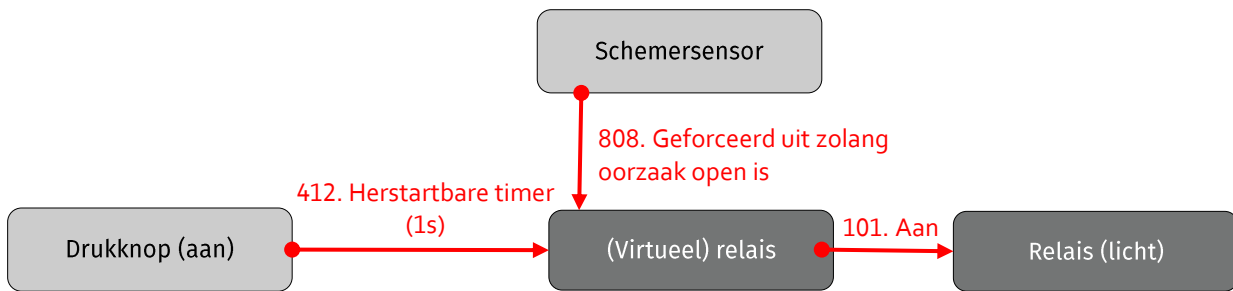 Schemersensor
808. Geforceerd uit zolang
oorzaak open is
412. Herstartbare timer
(1s)
Drukknop (aan)
(Virtueel) relais
101. Aan
Relais (licht)